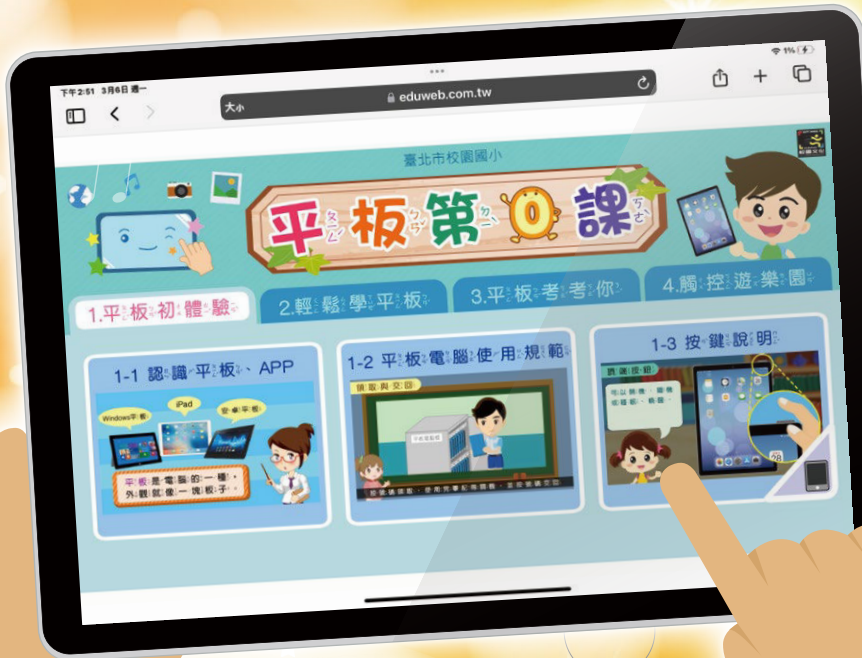 下午2:51 3月6日 週一
1%
大小
eduweb.com.tw
臺北市校園國小
平板第0課
1.平板初體驗
2.輕鬆學平板
3.平板考考你
4.觸控遊樂園
1-1 認識平板、APP
Windows平板
iPad
安卓平板
平板是電腦的一種，
外觀就像一塊板子。
1-2 平板電腦使用規範
領取與交回
1-3 按鍵說明
28